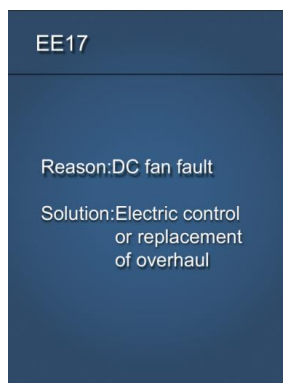 EE17
Reason:DC fan fault
Solution:Electric control
or replacement
of overhaul